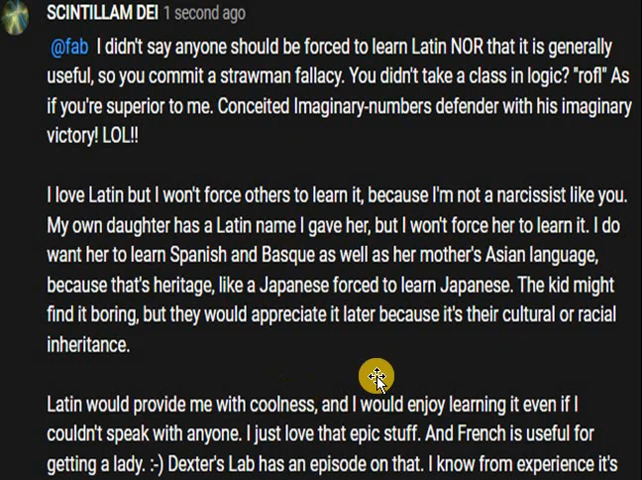 SCINTILLAM DEI 1 second ago
@fab I didn't say anyone should be forced to learn Latin NOR that it is generally
useful, so you commit a strawman fallacy. You didn't take a class in logic? "rofl" As
if you're superior to me. Conceited Imaginary-numbers defender with his imaginary
victory! LOL!!
I love Latin but I won't force others to learn it, because I'm not a narcissist like you.
My own daughter has a Latin name I gave her, but I won't force her to learn it. I do
want her to learn Spanish and Basque as well as her mother's Asian language,
because that's heritage, like a Japanese forced to learn Japanese. The kid might
find it boring, but they would appreciate it later because it's their cultural or racial
inheritance.
Latin would provide me with coolness, and I would enjoy learning it even if I
couldn't speak with anyone. I just love that epic stuff. And French is useful for
getting a lady. :-) Dexter's Lab has an episode on that. I know from experience it's